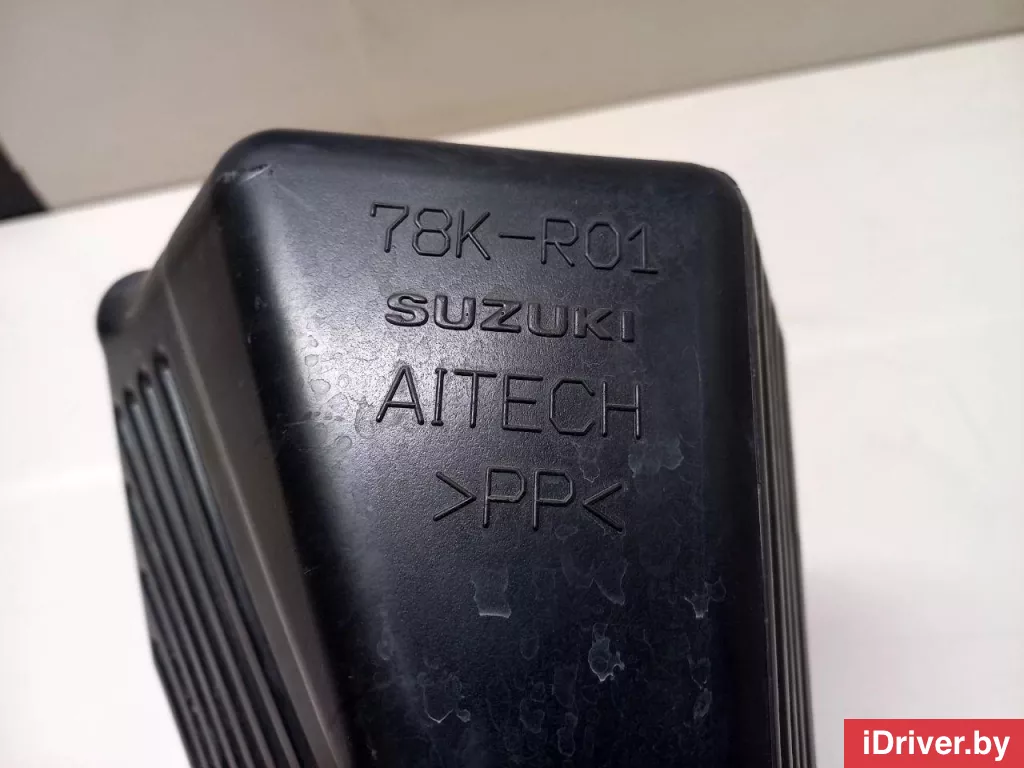 78K-R01
SUZUKI
AITECH
>PP<
iDriver.by